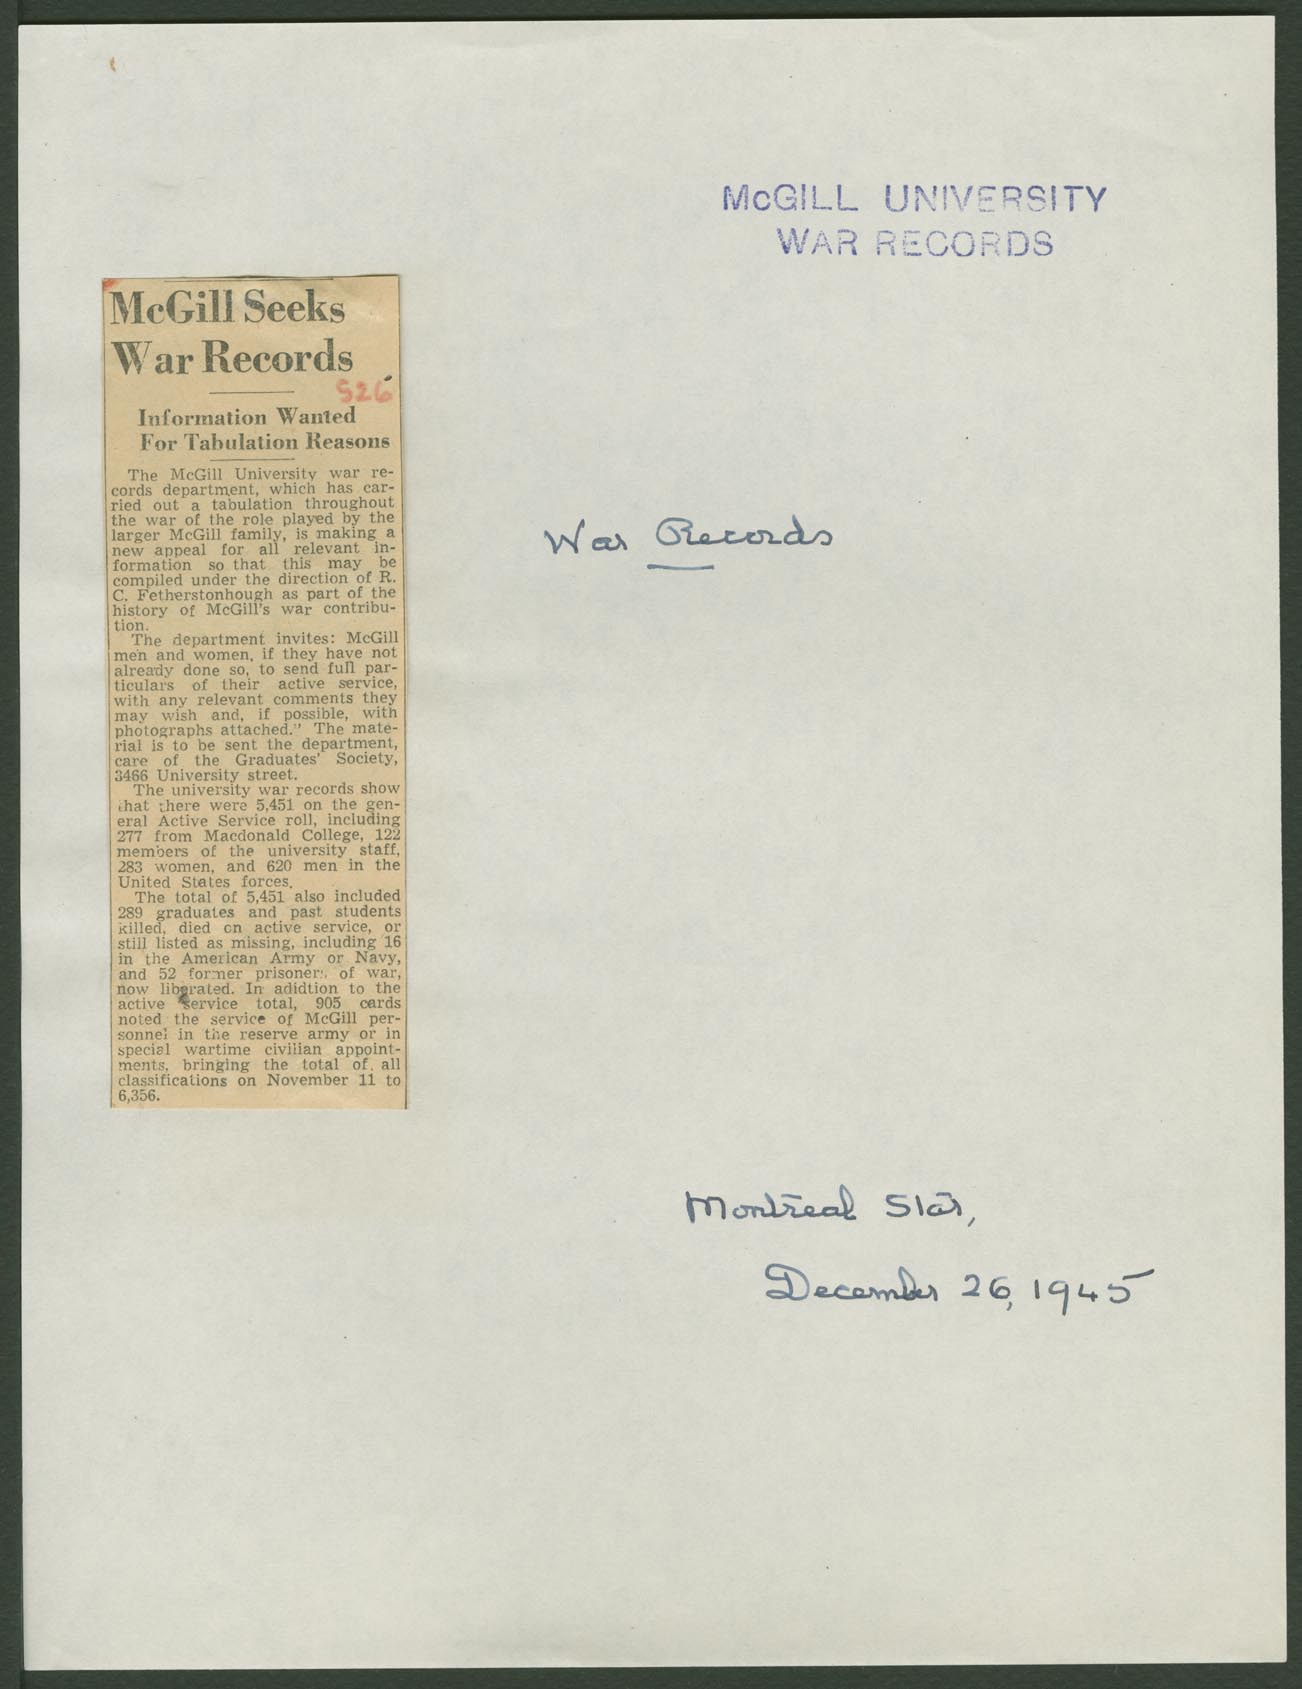 McGILL UNIVERSITY
WAR RECORDS
McGill Seeks
War Records
S26
Information Wanted
For Tabulation Reasons
The McGill University war re-
cords department, which has car-
ried out a tabulation throughout
the war of the role played by the
larger McGill family, is making a
new appeal for all relevant in-
formation so that this may be
compiled under the direction of R.
C. Fetherstonhough as part of the
history of McGill's war contribu-
tion.
The department invites: McGill
men and women, if they have not
already done so, to send full par-
ticulars of their active service,
with any relevant comments they
may wish and, if possible, with
photographs attached." The mate-
rial is to be sent the department,
care of the Graduates' Society,
3466 University street.
The university war records show
that there were 5,451 on the gen-
eral Active Service roll, including
277 from Macdonald College, 122
members of the university staff,
283 women, and 620 men in the
United States forces.
The total of 5,451 also included
289 graduates and past students
killed, died on active service, or
still listed as missing, including 16
in the American Army or Navy,
and 52 former prisoners of war,
now liberated. In adidtion to the
active service total, 905 cards
noted the service of McGill per-
sonnel in the reserve army or in
special wartime civilian appoint-
ments, bringing the total of all
classifications on November 11 to
6,356.
War Records
Montreal Star,
December 26, 1945